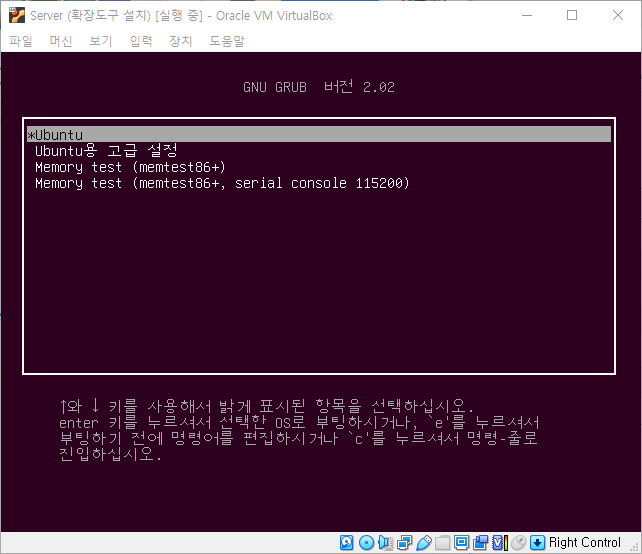 Server (확장도구 설치) [실행 중] - Oracle VM VirtualBox
파일 머신 보기 입력 장치 도움말
GNU GRUB 버전 2.02
*Ubuntu
Ubuntu용 고급 설정
Memory test (memtest86+)
Memory test (memtest86+, serial console 115200)
↑와 ↓ 키를 사용해서 밝게 표시된 항목을 선택하십시오.
enter 키를 누르셔서 선택한 OS로 부팅하시거나, `e'를 누르셔서
부팅하기 전에 명령어를 편집하시거나 `c'를 누르셔서 명령-줄로
진입하십시오.
Right Control